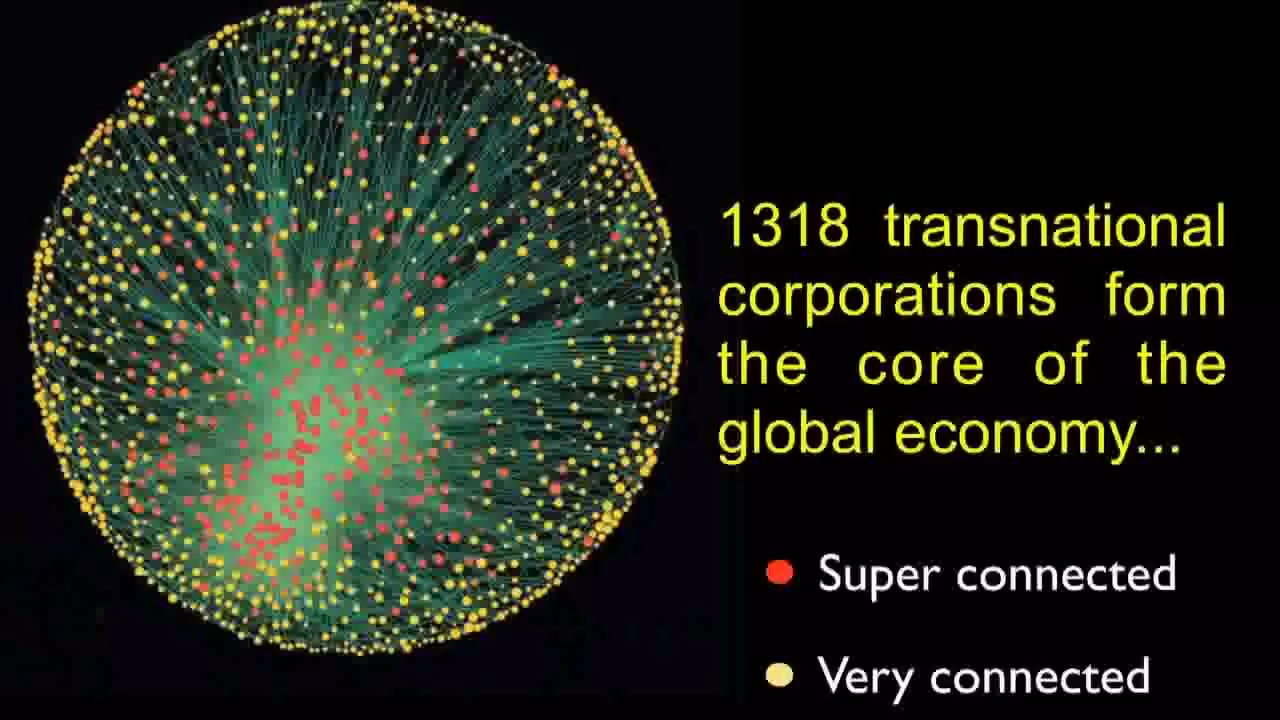 1318 transnational
corporations form
the core of the
global economy...
Super connected
Very connected